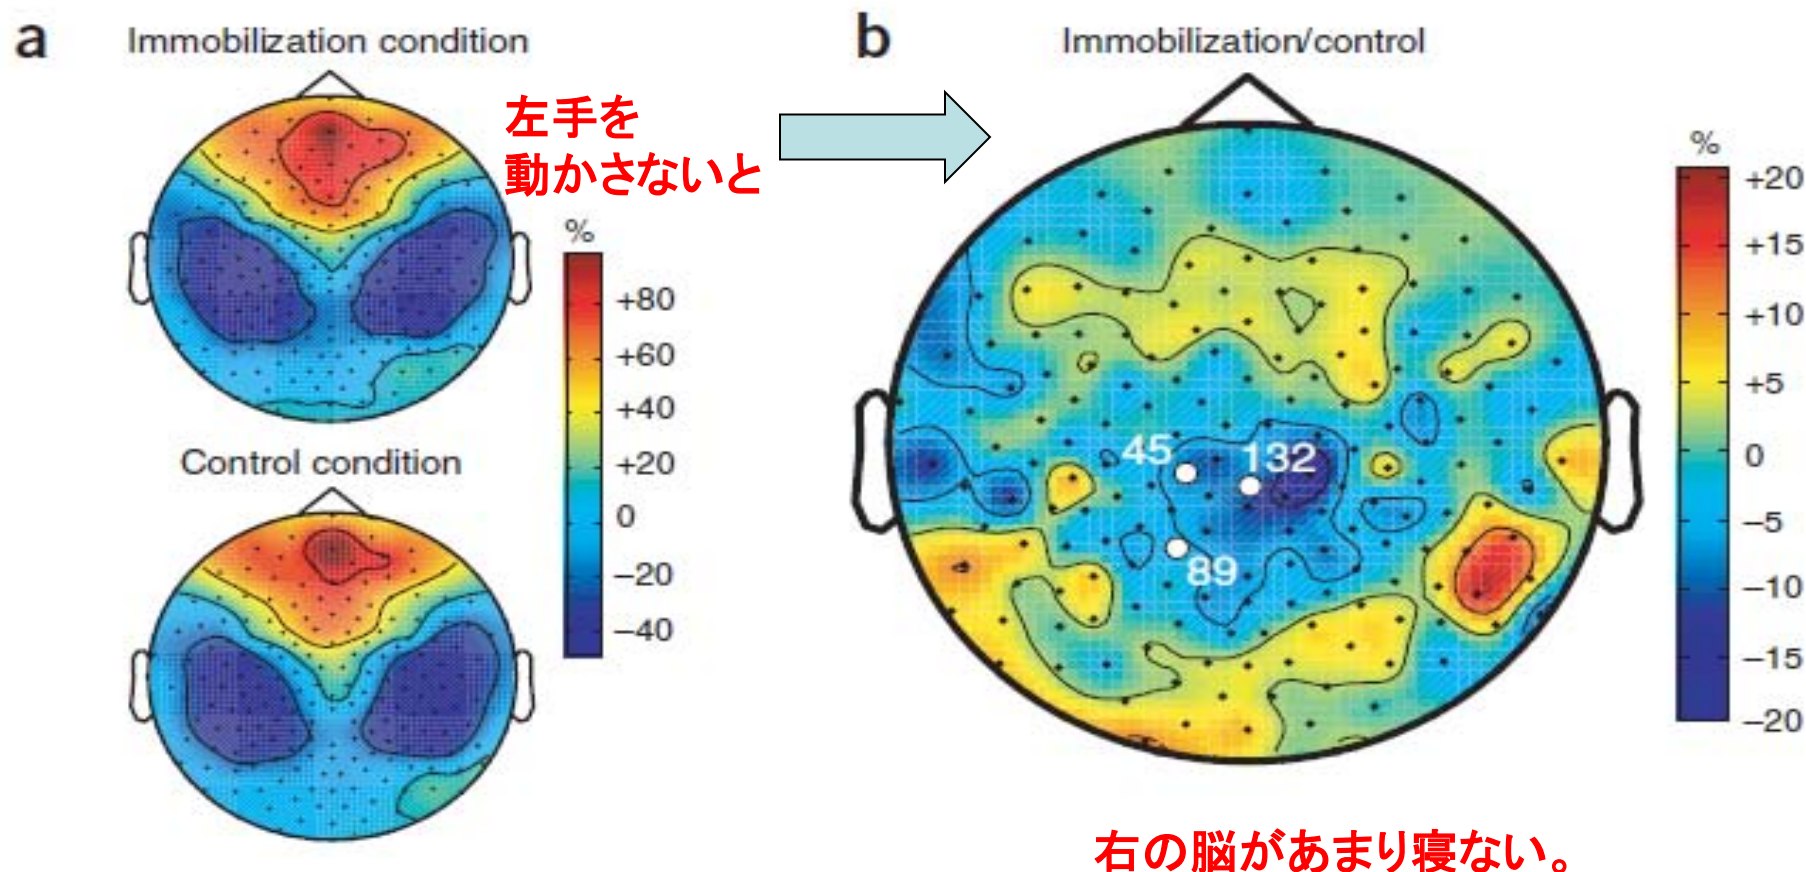 a
Immobilization condition
左手を
動かさないと
%
+80
+60
+40
+20
0
−20
−40
Control condition
b
Immobilization/control
%
+20
+15
+10
+5
0
−5
−10
−15
−20
45
132
89
右の脳があまり寝ない。